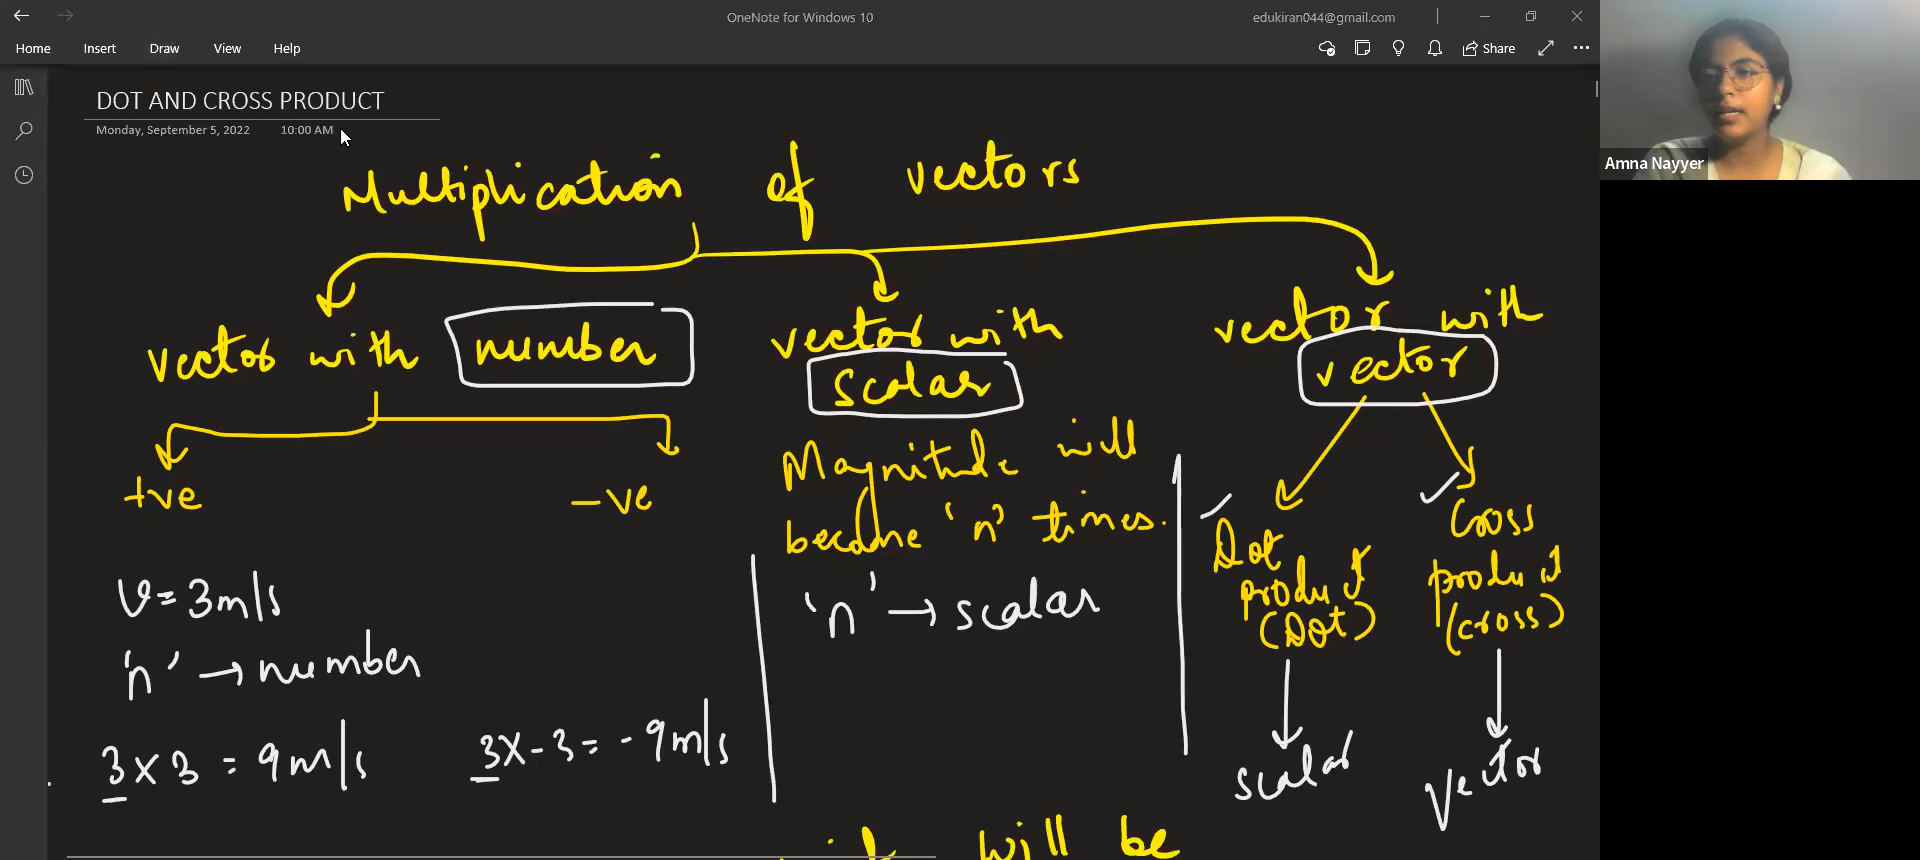 OneNote for Windows 10
edukiran044@gmail.com
Home Insert Draw View Help
Share
DOT AND CROSS PRODUCT
Monday, September 5, 2022 10:00 AM
Amna Nayyer
Multiplication of vectors
vector with number
vector with
scalar
vector with
vector
+ve
-ve
Magnitude will
become 'n' times.
Dot
product
(Dot)
Cross
product
(cross)
v = 3m/s
'n' → number
3 x 3 = 9m/s
3 x -3 = -9m/s
'n' → scalar
scalar
Vector
will be